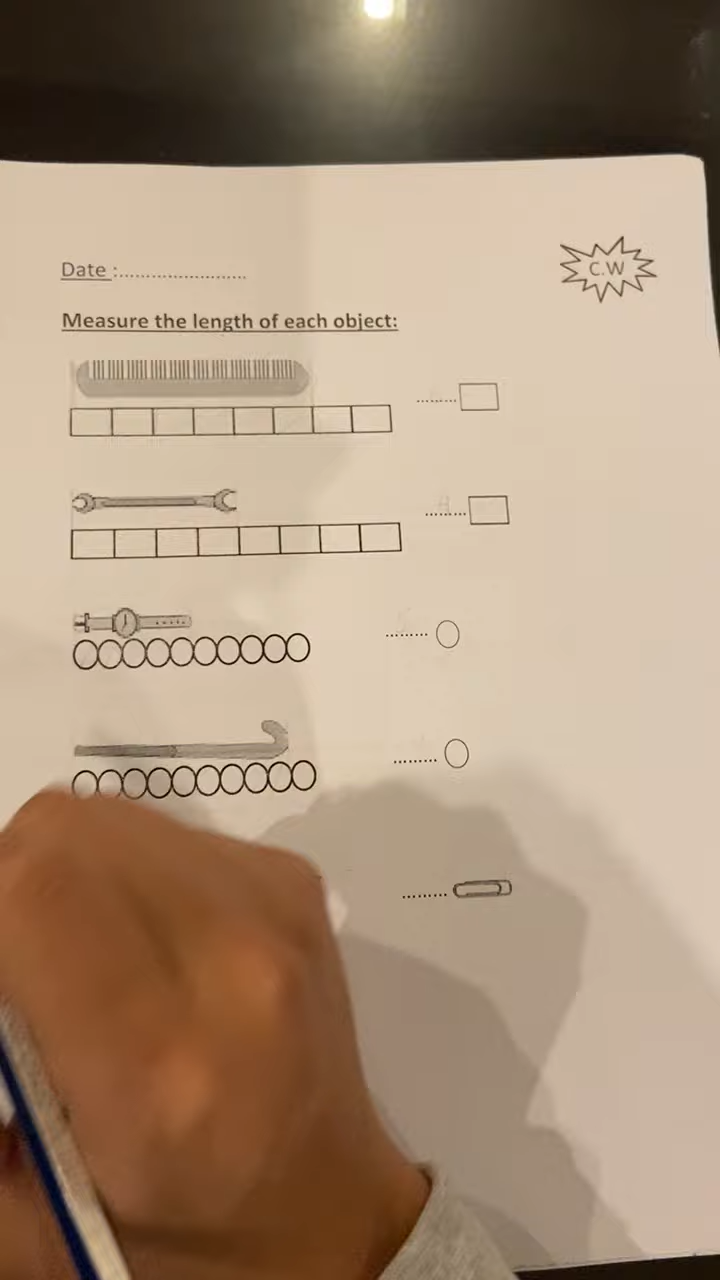 Date :.......................
C.W
Measure the length of each object:
........
........
.........
.........
.........